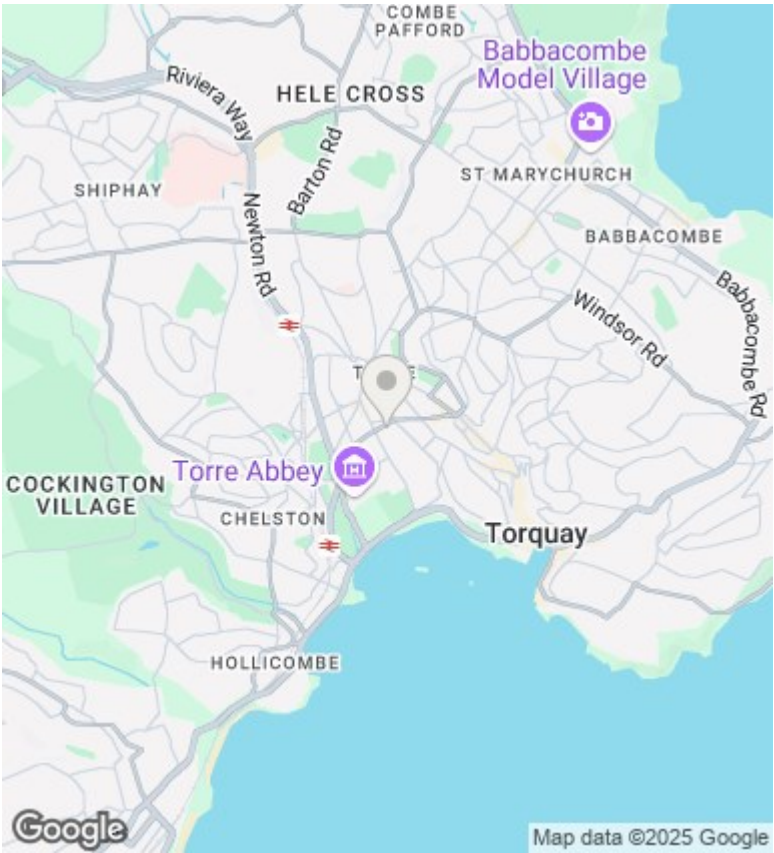 COMBE
PAFFORD
Babbacombe
Model Village
Riviera Way
HELE CROSS
Barton Rd
ST MARYCHURCH
SHIPHAY
Newton Rd
BABBACOMBE
Babbacombe Rd
Windsor Rd
Torre Abbey
COCKINGTON
VILLAGE
CHELSTON
Torquay
HOLLICOMBE
Google
Map data ©2025 Google